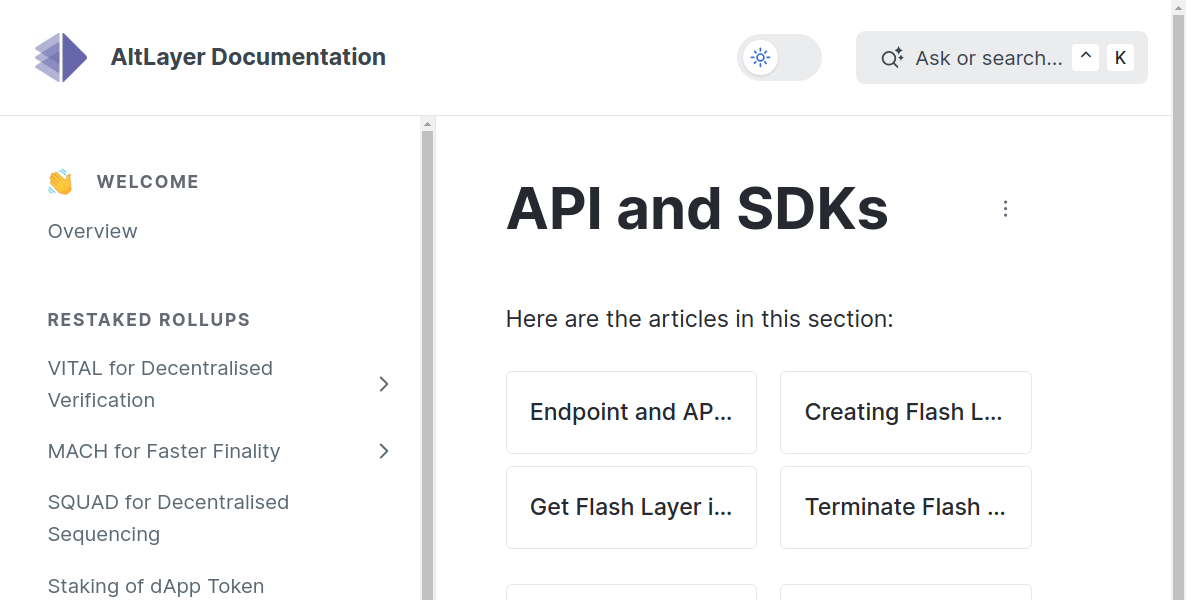 AltLayer Documentation
Ask or search... ^ K
WELCOME
Overview
RESTAKED ROLLUPS
VITAL for Decentralised
Verification
MACH for Faster Finality
SQUAD for Decentralised
Sequencing
Staking of dApp Token
API and SDKs
Here are the articles in this section:
Endpoint and AP...
Creating Flash L...
Get Flash Layer i...
Terminate Flash ...